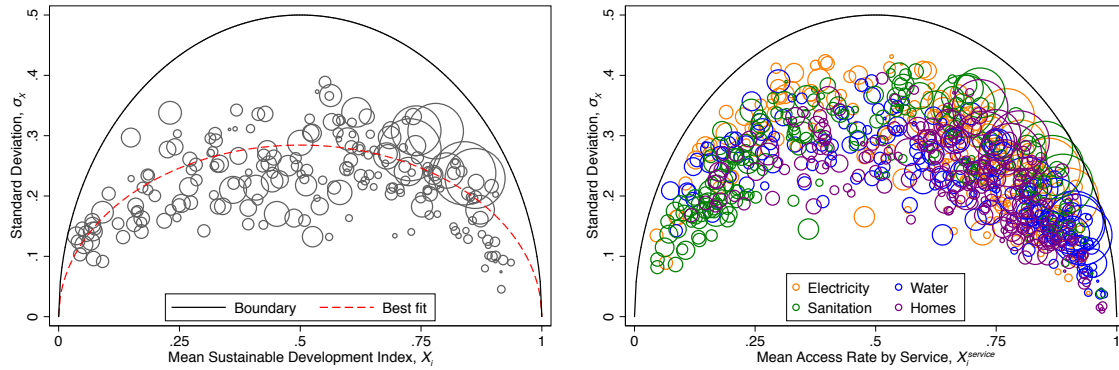 Standard Deviation, σX
.5
.4
.3
.2
.1
0
0 .25 .5 .75 1
Mean Sustainable Development Index, Xi
Boundary Best fit
Standard Deviation, σX
.5
.4
.3
.2
.1
0
0 .25 .5 .75 1
Mean Access Rate by Service, Xi service
Electricity Water
Sanitation Homes